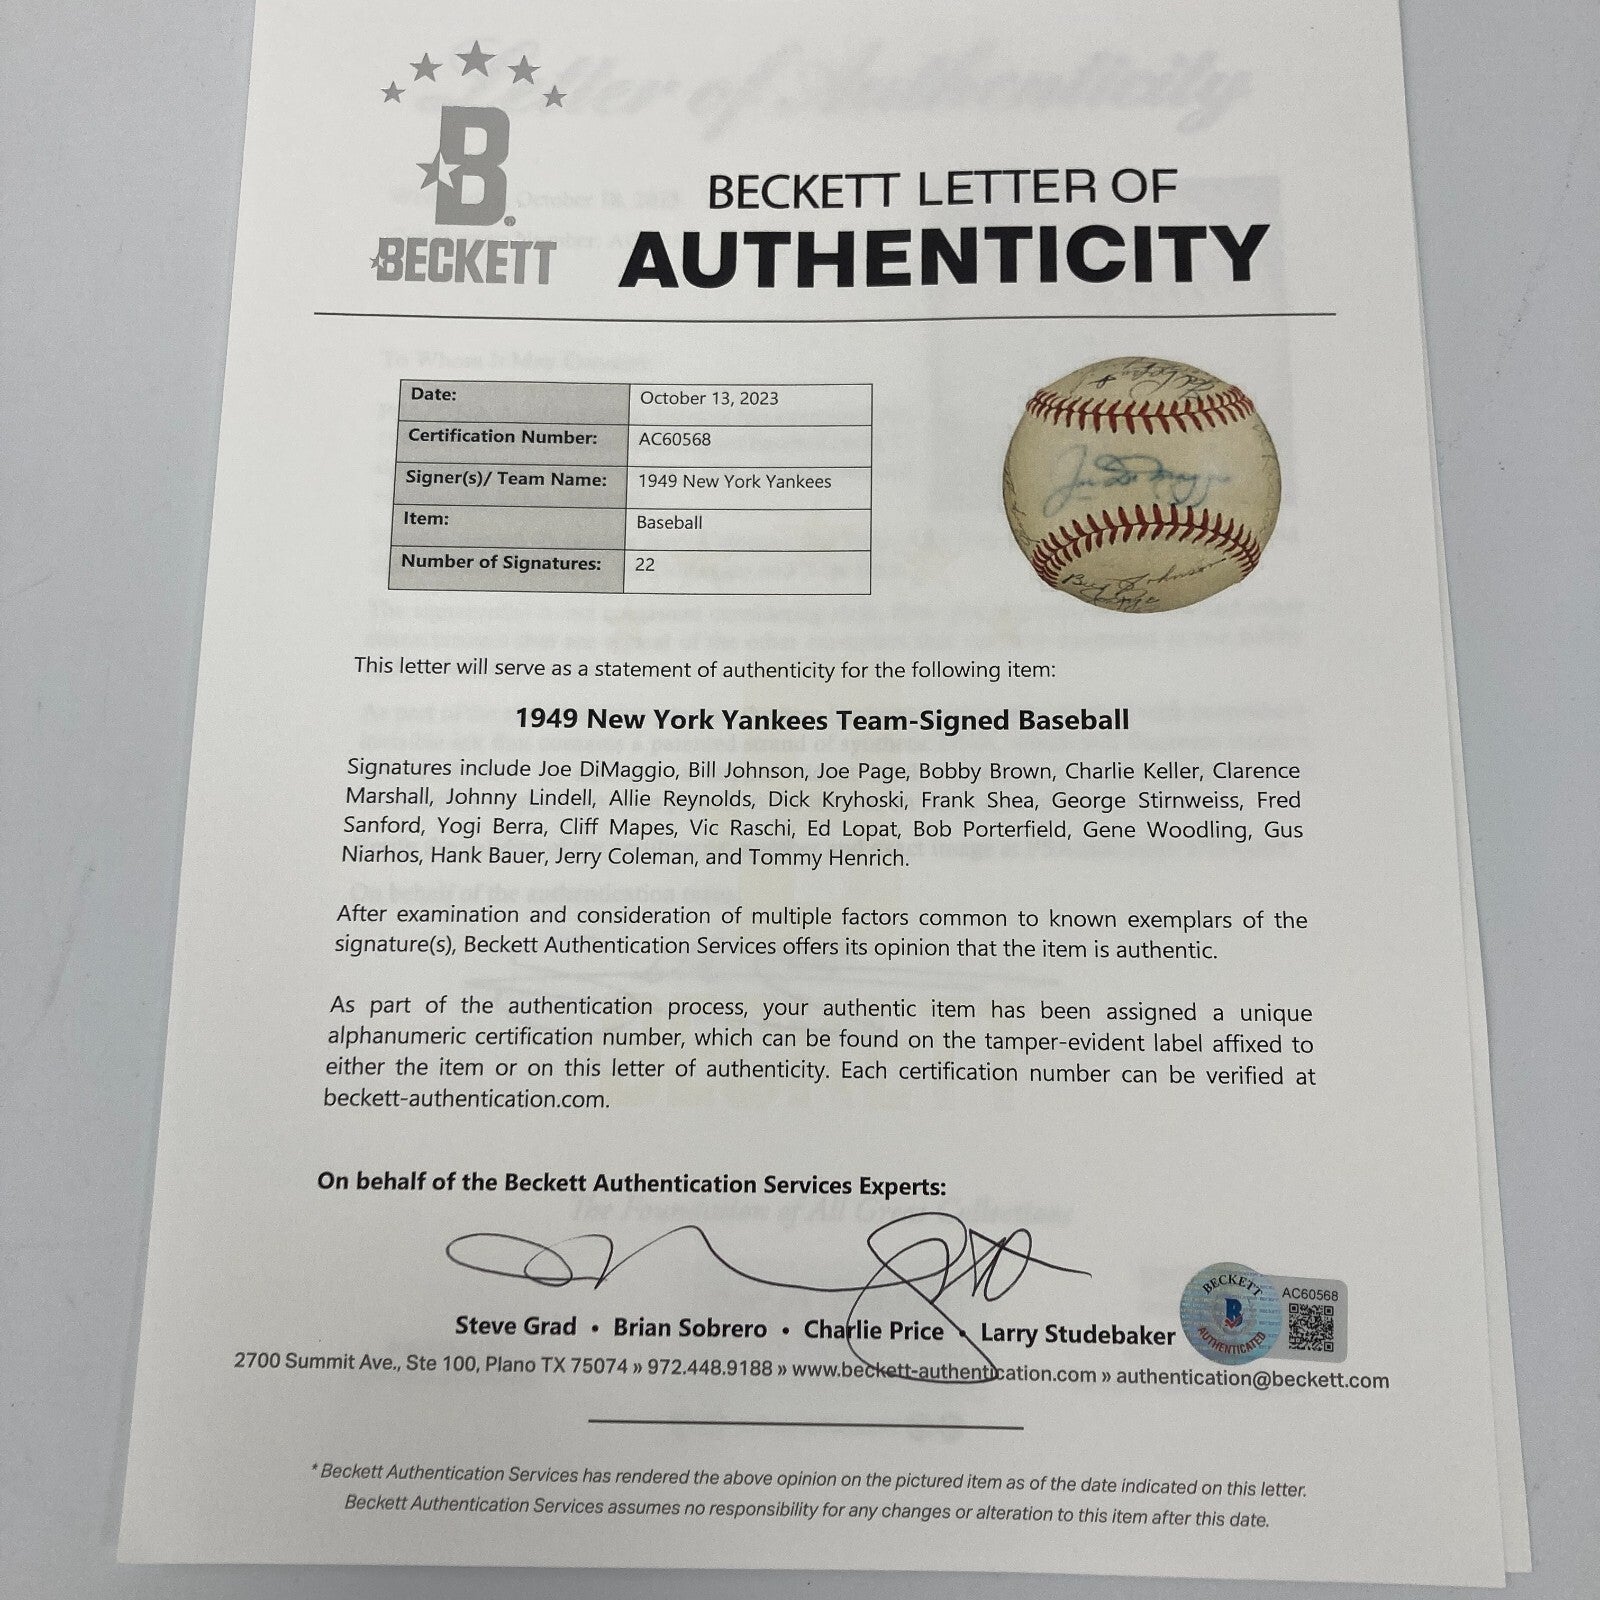 BECKETT LETTER OF
AUTHENTICITY
B
BECKETT
Date: October 13, 2023
Certification Number: AC60568
Signer(s)/ Team Name: 1949 New York Yankees
Item: Baseball
Number of Signatures: 22
Joe DiMaggio
Bill Johnson
Page
This letter will serve as a statement of authenticity for the following item:
1949 New York Yankees Team-Signed Baseball
Signatures include Joe DiMaggio, Bill Johnson, Joe Page, Bobby Brown, Charlie Keller, Clarence
Marshall, Johnny Lindell, Allie Reynolds, Dick Kryhoski, Frank Shea, George Stirnweiss, Fred
Sanford, Yogi Berra, Cliff Mapes, Vic Raschi, Ed Lopat, Bob Porterfield, Gene Woodling, Gus
Niarhos, Hank Bauer, Jerry Coleman, and Tommy Henrich.
After examination and consideration of multiple factors common to known exemplars of the
signature(s), Beckett Authentication Services offers its opinion that the item is authentic.
As part of the authentication process, your authentic item has been assigned a unique
alphanumeric certification number, which can be found on the tamper-evident label affixed to
either the item or on this letter of authenticity. Each certification number can be verified at
beckett-authentication.com.
On behalf of the Beckett Authentication Services Experts:
Steve Grad • Brian Sobrero • Charlie Price • Larry Studebaker
BECKETT
B
AUTHENTICATED
AC60568
2700 Summit Ave., Ste 100, Plano TX 75074 » 972.448.9188 » www.beckett-authentication.com » authentication@beckett.com
* Beckett Authentication Services has rendered the above opinion on the pictured item as of the date indicated on this letter.
Beckett Authentication Services assumes no responsibility for any changes or alteration to this item after this date.